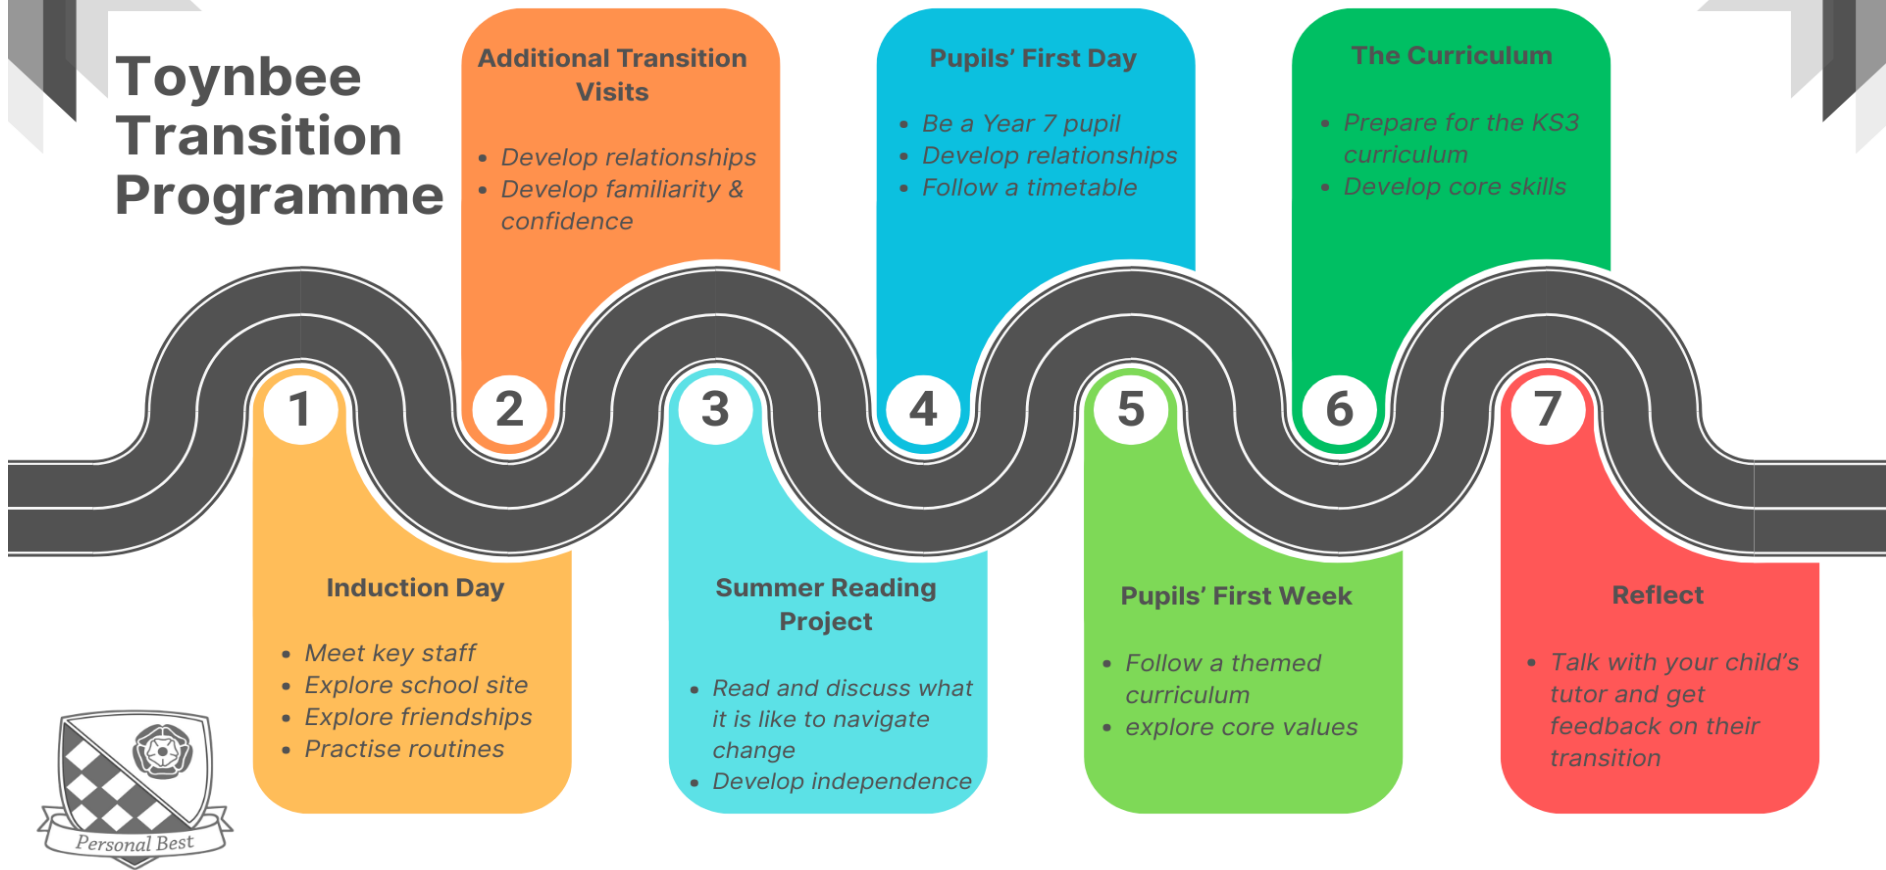 Toynbee
Transition
Programme
Additional Transition
Visits
• Develop relationships
• Develop familiarity &
confidence
Pupils’ First Day
• Be a Year 7 pupil
• Develop relationships
• Follow a timetable
The Curriculum
• Prepare for the KS3
curriculum
• Develop core skills
1
2
3
4
5
6
7
Induction Day
• Meet key staff
• Explore school site
• Explore friendships
• Practise routines
Summer Reading
Project
• Read and discuss what
it is like to navigate
change
• Develop independence
Pupils’ First Week
• Follow a themed
curriculum
• explore core values
Reflect
• Talk with your child’s
tutor and get
feedback on their
transition
Personal Best